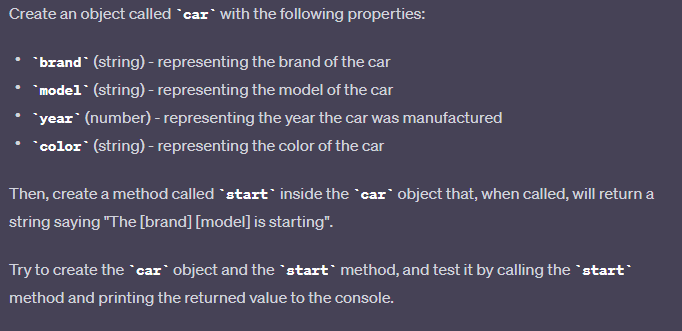 Create an object called `car` with the following properties:
• `brand` (string) - representing the brand of the car
• `model` (string) - representing the model of the car
• `year` (number) - representing the year the car was manufactured
• `color` (string) - representing the color of the car
Then, create a method called `start` inside the `car` object that, when called, will return a
string saying "The [brand] [model] is starting".
Try to create the `car` object and the `start` method, and test it by calling the `start`
method and printing the returned value to the console.